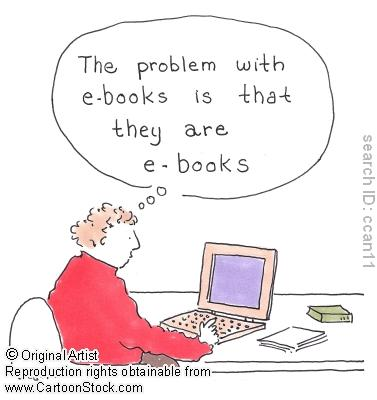 The problem with
e-books is that
they are
e-books
search ID: ccan11
© Original Artist
Reproduction rights obtainable from
www.CartoonStock.com